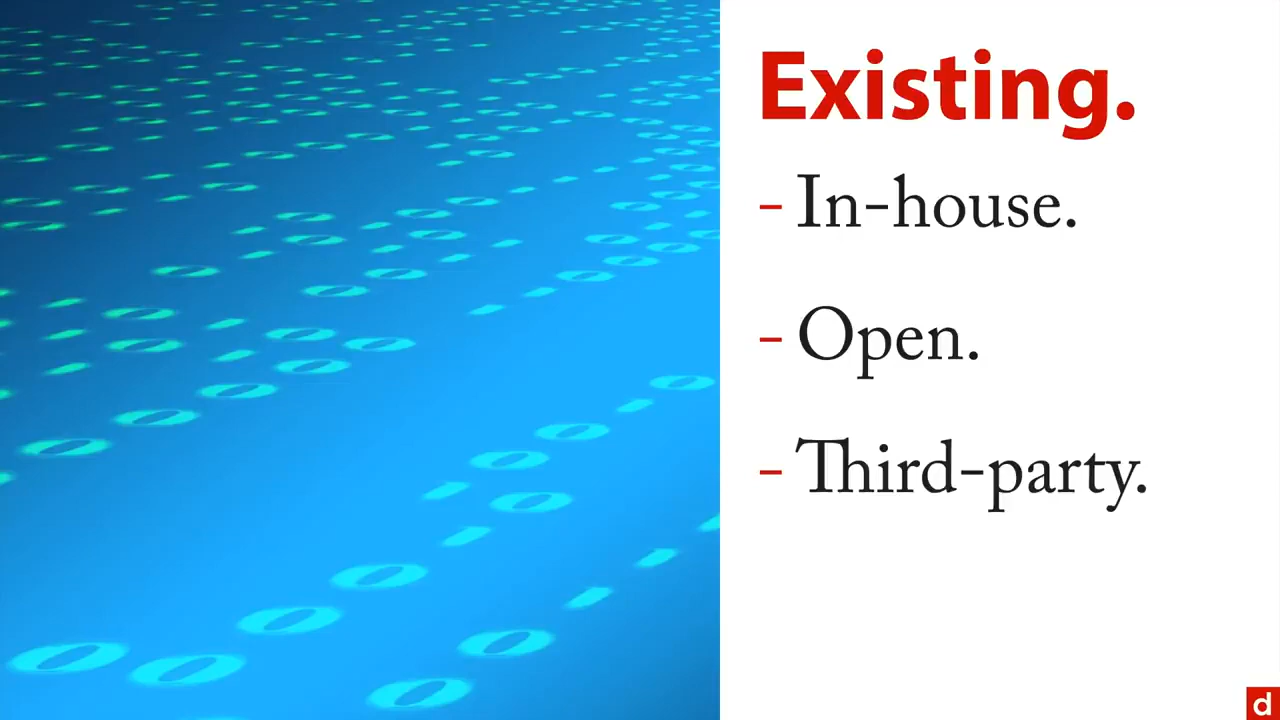 Existing.
- In-house.
- Open.
- Third-party.
d